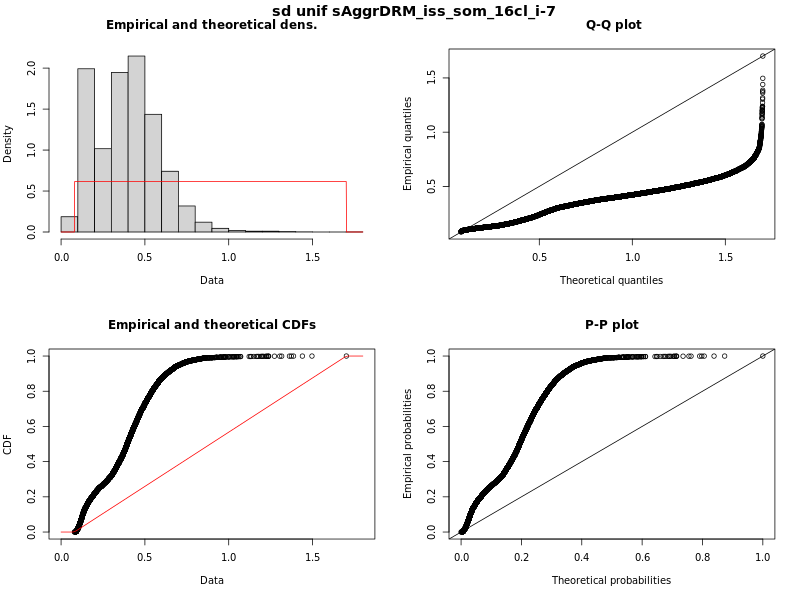 sd unif sAggrDRM_iss_som_16cl_i-7
Empirical and theoretical dens.
Density
0.0 0.5 1.0 1.5 2.0
0.0 0.5 1.0 1.5
Data
Q-Q plot
Empirical quantiles
0.5 1.0 1.5
0.5 1.0 1.5
Theoretical quantiles
Empirical and theoretical CDFs
CDF
0.0 0.2 0.4 0.6 0.8 1.0
0.0 0.5 1.0 1.5
Data
P-P plot
Empirical probabilities
0.0 0.2 0.4 0.6 0.8 1.0
0.0 0.2 0.4 0.6 0.8 1.0
Theoretical probabilities